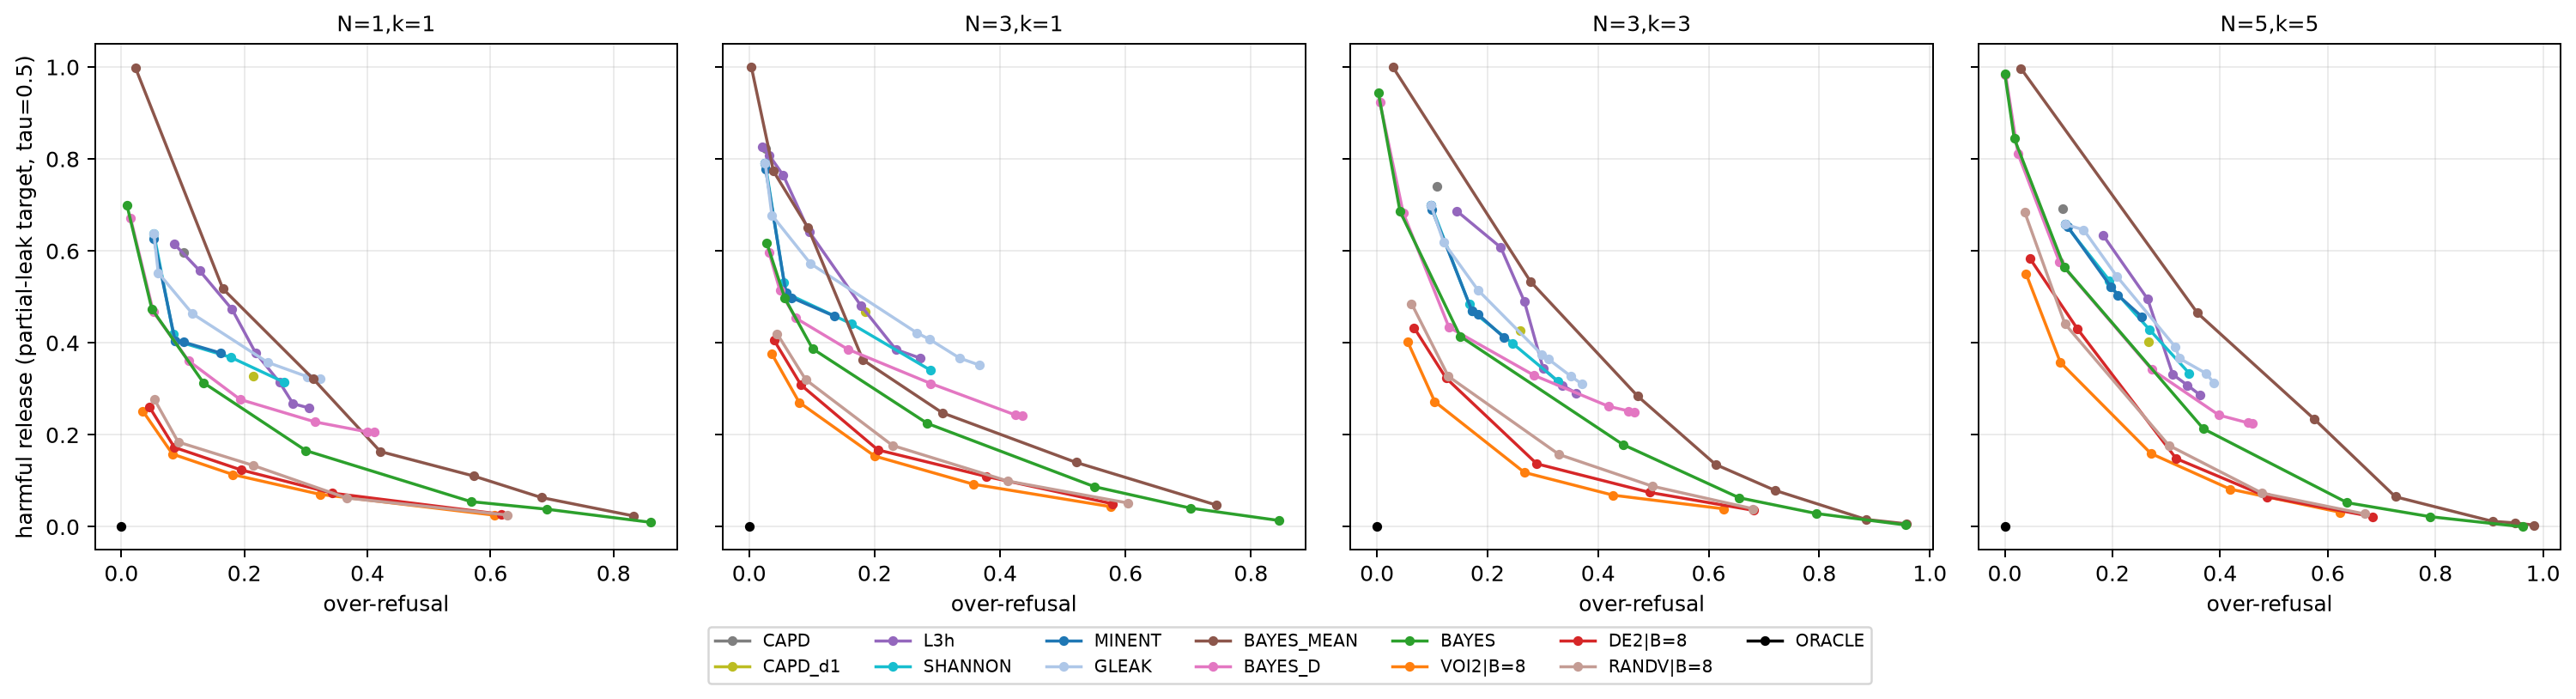 N=1,k=1
N=3,k=1
N=3,k=3
N=5,k=5
harmful release (partial-leak target, tau=0.5)
1.0
0.8
0.6
0.4
0.2
0.0
0.0 0.2 0.4 0.6 0.8
0.0 0.2 0.4 0.6 0.8
0.0 0.2 0.4 0.6 0.8 1.0
0.0 0.2 0.4 0.6 0.8 1.0
over-refusal
over-refusal
over-refusal
over-refusal
CAPD L3h MINENT BAYES_MEAN BAYES DE2|B=8 ORACLE
CAPD_d1 SHANNON GLEAK BAYES_D VOI2|B=8 RANDV|B=8